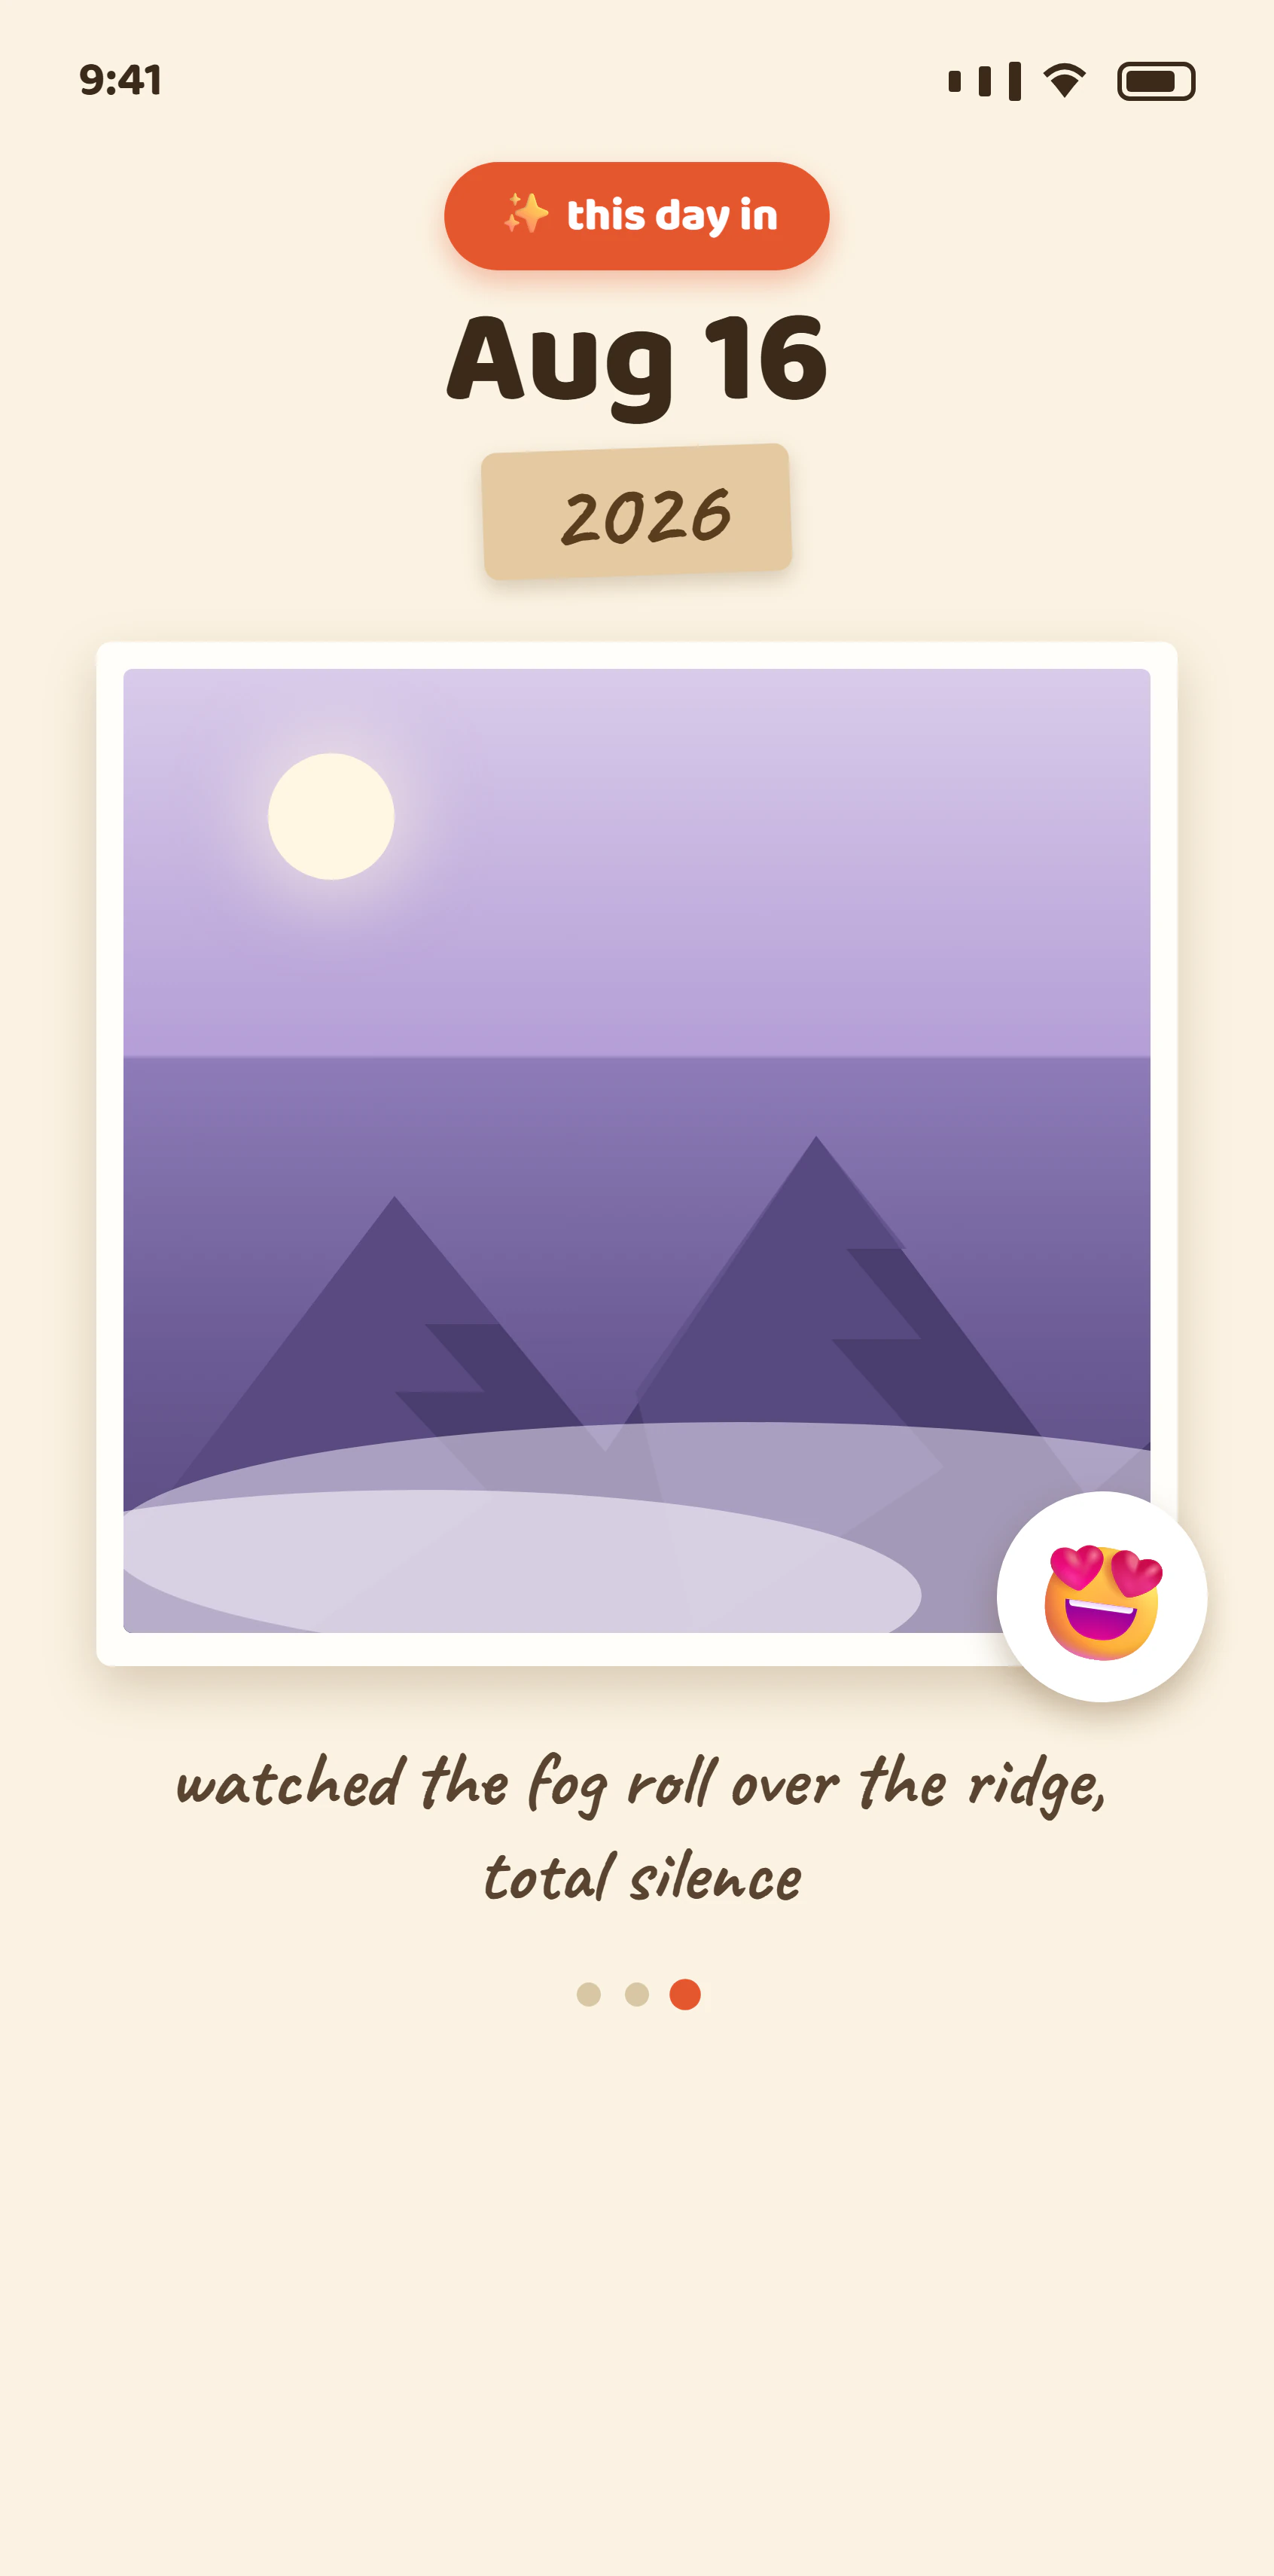 9:41
✨ this day in
Aug 16
2026
watched the fog roll over the ridge,
total silence